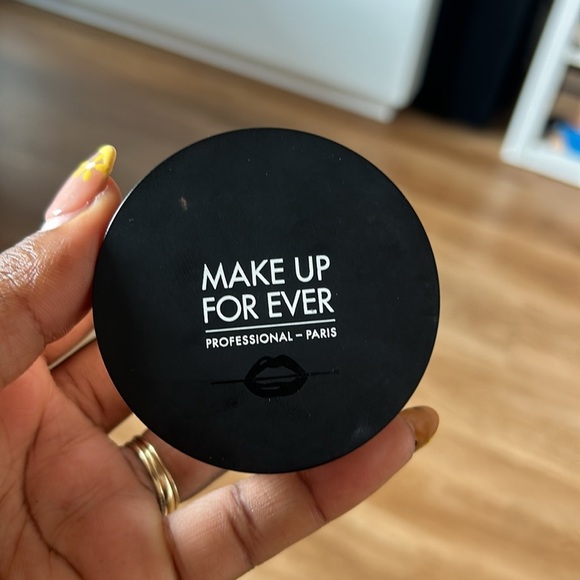 MAKE UP
FOR EVER
PROFESSIONAL – PARIS